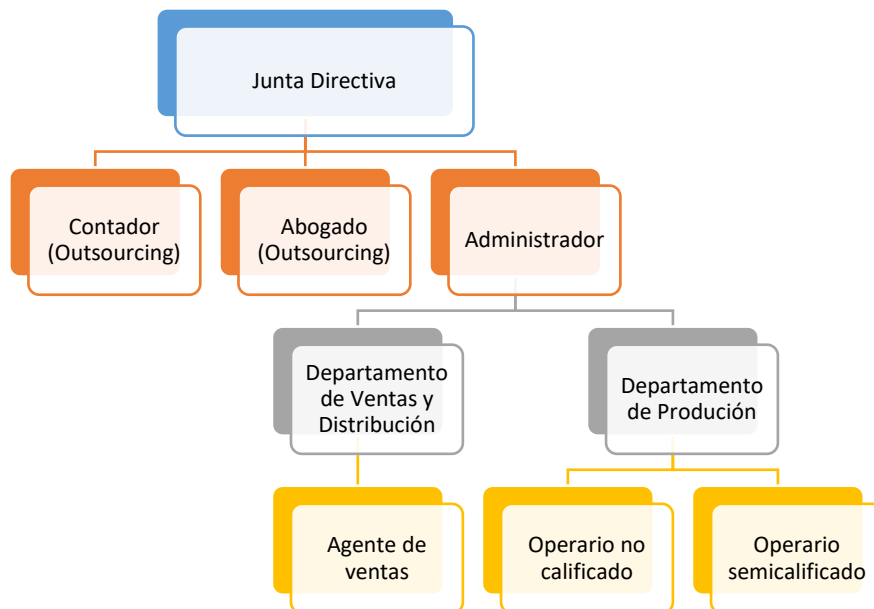 Junta Directiva
Contador
(Outsourcing)
Abogado
(Outsourcing)
Administrador
Departamento
de Ventas y
Distribución
Departamento
de Produción
Agente de
ventas
Operario no
calificado
Operario
semicalificado